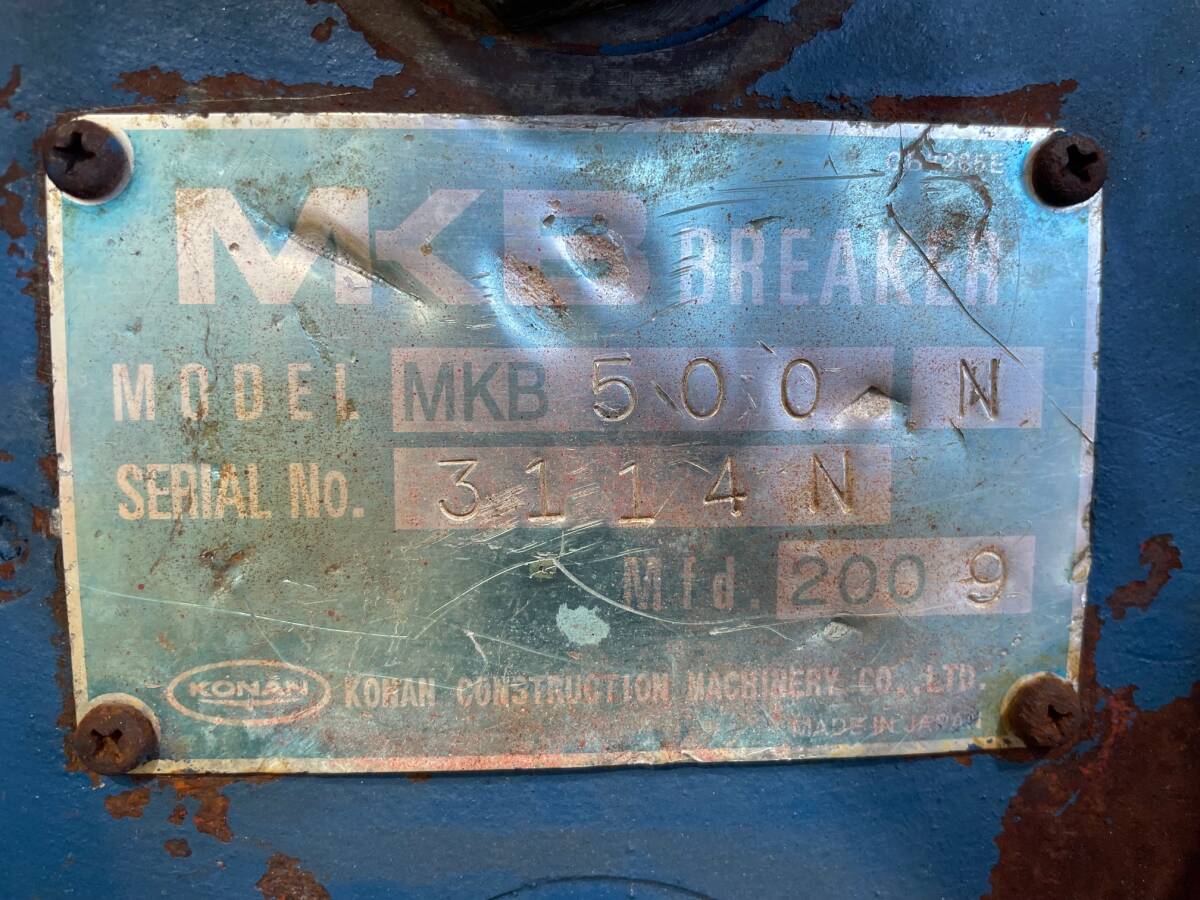 MKB BREAKER
MODEL MKB 500 N
SERIAL No. 3114N
Mfd. 2009
KONAN KONAN CONSTRUCTION MACHINERY CO., LTD.
MADE IN JAPAN